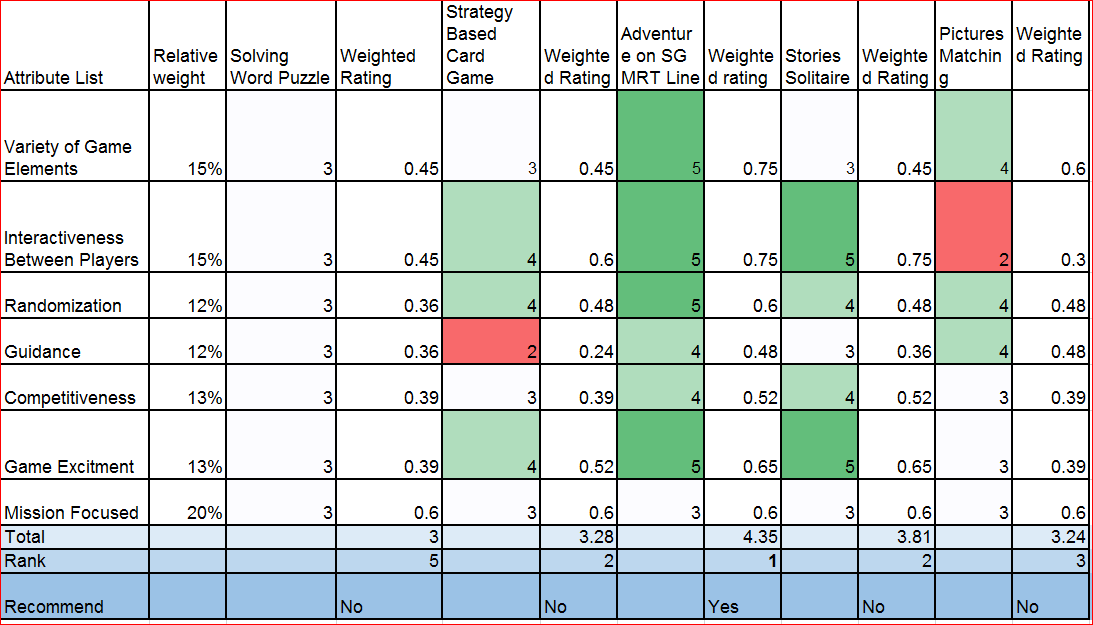 Attribute List | Relative weight | Solving Word Puzzle | Weighted Rating | Strategy Based Card Game | Weighted Rating | Adventure on SG MRT Line | Weighted rating | Stories Solitaire | Weighted Rating | Pictures Matching | Weighted Rating
Variety of Game Elements | 15% | 3 | 0.45 | 3 | 0.45 | 5 | 0.75 | 3 | 0.45 | 4 | 0.6
Interactiveness Between Players | 15% | 3 | 0.45 | 4 | 0.6 | 5 | 0.75 | 5 | 0.75 | 2 | 0.3
Randomization | 12% | 3 | 0.36 | 4 | 0.48 | 5 | 0.6 | 4 | 0.48 | 4 | 0.48
Guidance | 12% | 3 | 0.36 | 2 | 0.24 | 4 | 0.48 | 3 | 0.36 | 4 | 0.48
Competitiveness | 13% | 3 | 0.39 | 3 | 0.39 | 4 | 0.52 | 4 | 0.52 | 3 | 0.39
Game Excitment | 13% | 3 | 0.39 | 4 | 0.52 | 5 | 0.65 | 5 | 0.65 | 3 | 0.39
Mission Focused | 20% | 3 | 0.6 | 3 | 0.6 | 3 | 0.6 | 3 | 0.6 | 3 | 0.6
Total | 3 | 3.28 | 4.35 | 3.81 | 3.24
Rank | 5 | 2 | 1 | 2 | 3
Recommend | No | No | Yes | No | No